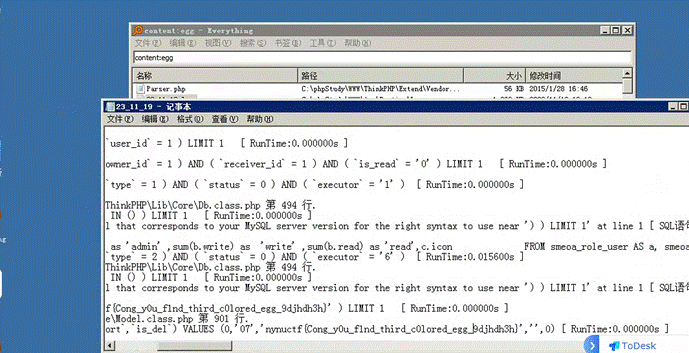 content:egg - Everything
文件(F) 编辑(E) 视图(V) 搜索(S) 书签(B) 工具(T) 帮助(H)
content:egg
名称 路径 大小 修改时间
Parser.php C:\phpStudy\WWW\ThinkPHP\Extend\Vendor... 56 KB 2015/1/28 16:46
23_11_19 - 记事本
文件(F) 编辑(E) 格式(O) 查看(V) 帮助(H)
`user_id` = 1 ) LIMIT 1 [ RunTime:0.000000s ]
owner_id` = 1 ) AND ( `receiver_id` = 1 ) AND ( `is_read` = '0' ) LIMIT 1 [ RunTime:0.000000s ]
`type` = 1 ) AND ( `status` = 0 ) AND ( `executor` = '1' ) [ RunTime:0.000000s ]
ThinkPHP\Lib\Core\Db.class.php 第 494 行.
IN () ) LIMIT 1 [ RunTime:0.000000s ]
l that corresponds to your MySQL server version for the right syntax to use near ') ) LIMIT 1' at line 1 [ SQL语句
as 'admin' ,sum(b.write) as 'write' ,sum(b.read) as 'read',c.icon FROM smeoa_role_user AS a, smeoa
`type` = 2 ) AND ( `status` = 0 ) AND ( `executor` = '6' ) [ RunTime:0.015600s ]
ThinkPHP\Lib\Core\Db.class.php 第 494 行.
IN () ) LIMIT 1 [ RunTime:0.000000s ]
l that corresponds to your MySQL server version for the right syntax to use near ') ) LIMIT 1' at line 1 [ SQL语句
f{Cong_y0u_f1nd_third_c0lored_egg_9djhdh3h}' ) LIMIT 1 [ RunTime:0.000000s ]
e\Model.class.php 第 901 行.
ort`,`is_del`) VALUES (0,'07','nynuctf{Cong_y0u_f1nd_third_c0lored_egg_9djhdh3h}','',0) [ RunTime:0.000000s ]
ToDesk